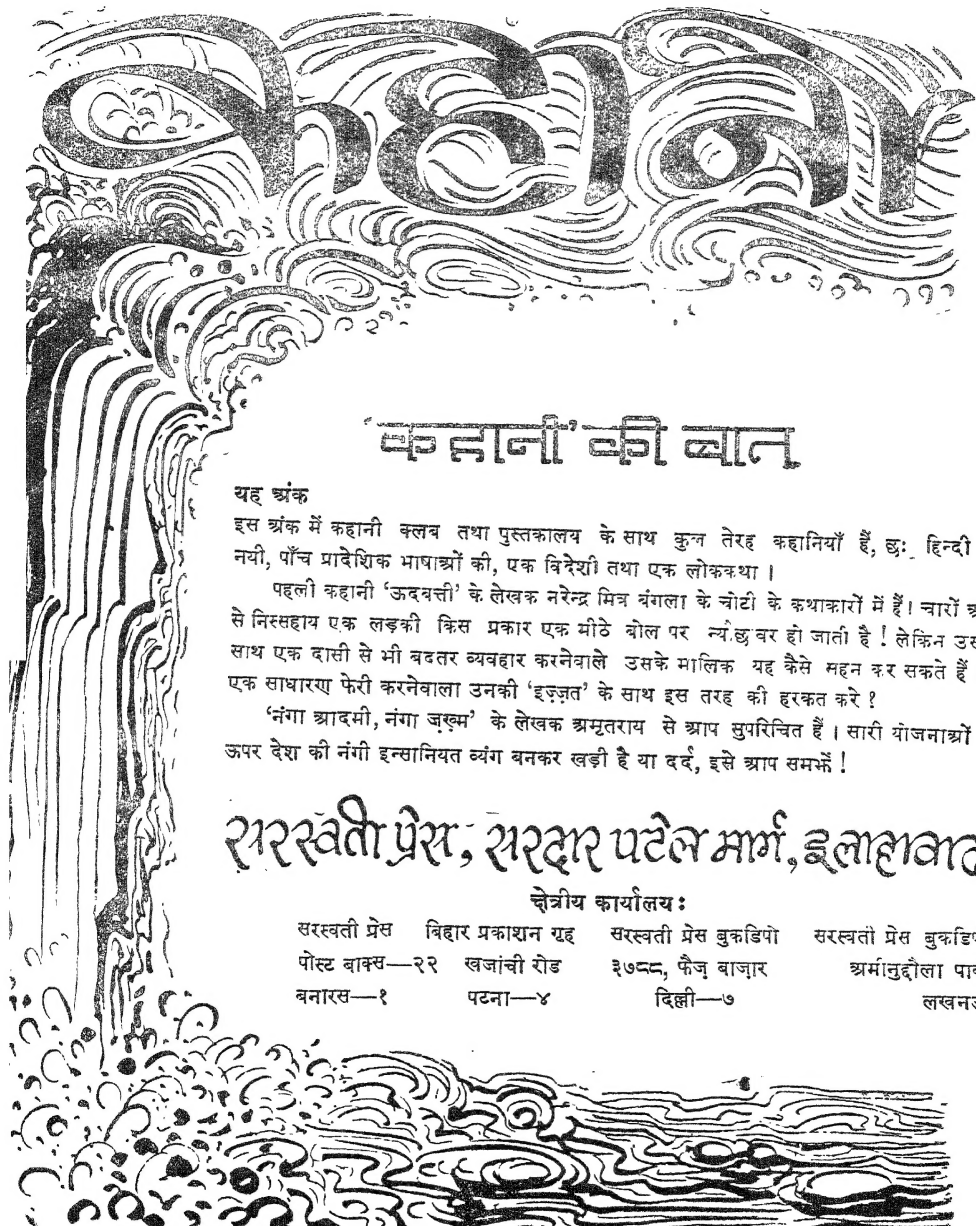 कहानी
'कहानी' की बात
यह अंक
इस अंक में कहानी क्लब तथा पुस्तकालय के साथ कुल तेरह कहानियाँ हैं, छः हिन्दी
नयी, पाँच प्रादेशिक भाषाओं की, एक विदेशी तथा एक लोककथा ।
पहली कहानी 'ऊदबत्ती' के लेखक नरेन्द्र मित्र बंगला के चोटी के कथाकारों में हैं। चारों
से निस्सहाय एक लड़की किस प्रकार एक मीठे बोल पर न्योछावर हो जाती है ! लेकिन
साथ एक दासी से भी बदतर व्यवहार करनेवाले उसके मालिक यह कैसे सहन कर सकते हैं
एक साधारण फेरी करनेवाला उनकी 'इज़्ज़त' के साथ इस तरह की हरकत करे ?
'नंगा आदमी, नंगा ज़ख़्म' के लेखक अमृतराय से आप सुपरिचित हैं । सारी योजनाओं
ऊपर देश की नंगी इन्सानियत व्यंग बनकर खड़ी है या दर्द, इसे आप समझें !
सरस्वती प्रेस, सरदार पटेल मार्ग, इलाहाबाद
क्षेत्रीय कार्यालय :
सरस्वती प्रेस बिहार प्रकाशन गृह सरस्वती प्रेस बुकडिपो सरस्वती प्रेस
पोस्ट बाक्स—२२ खजांची रोड ३७८८, फैज़ बाज़ार अमीनुद्दौला
बनारस—१ पटना—४ दिल्ली—७